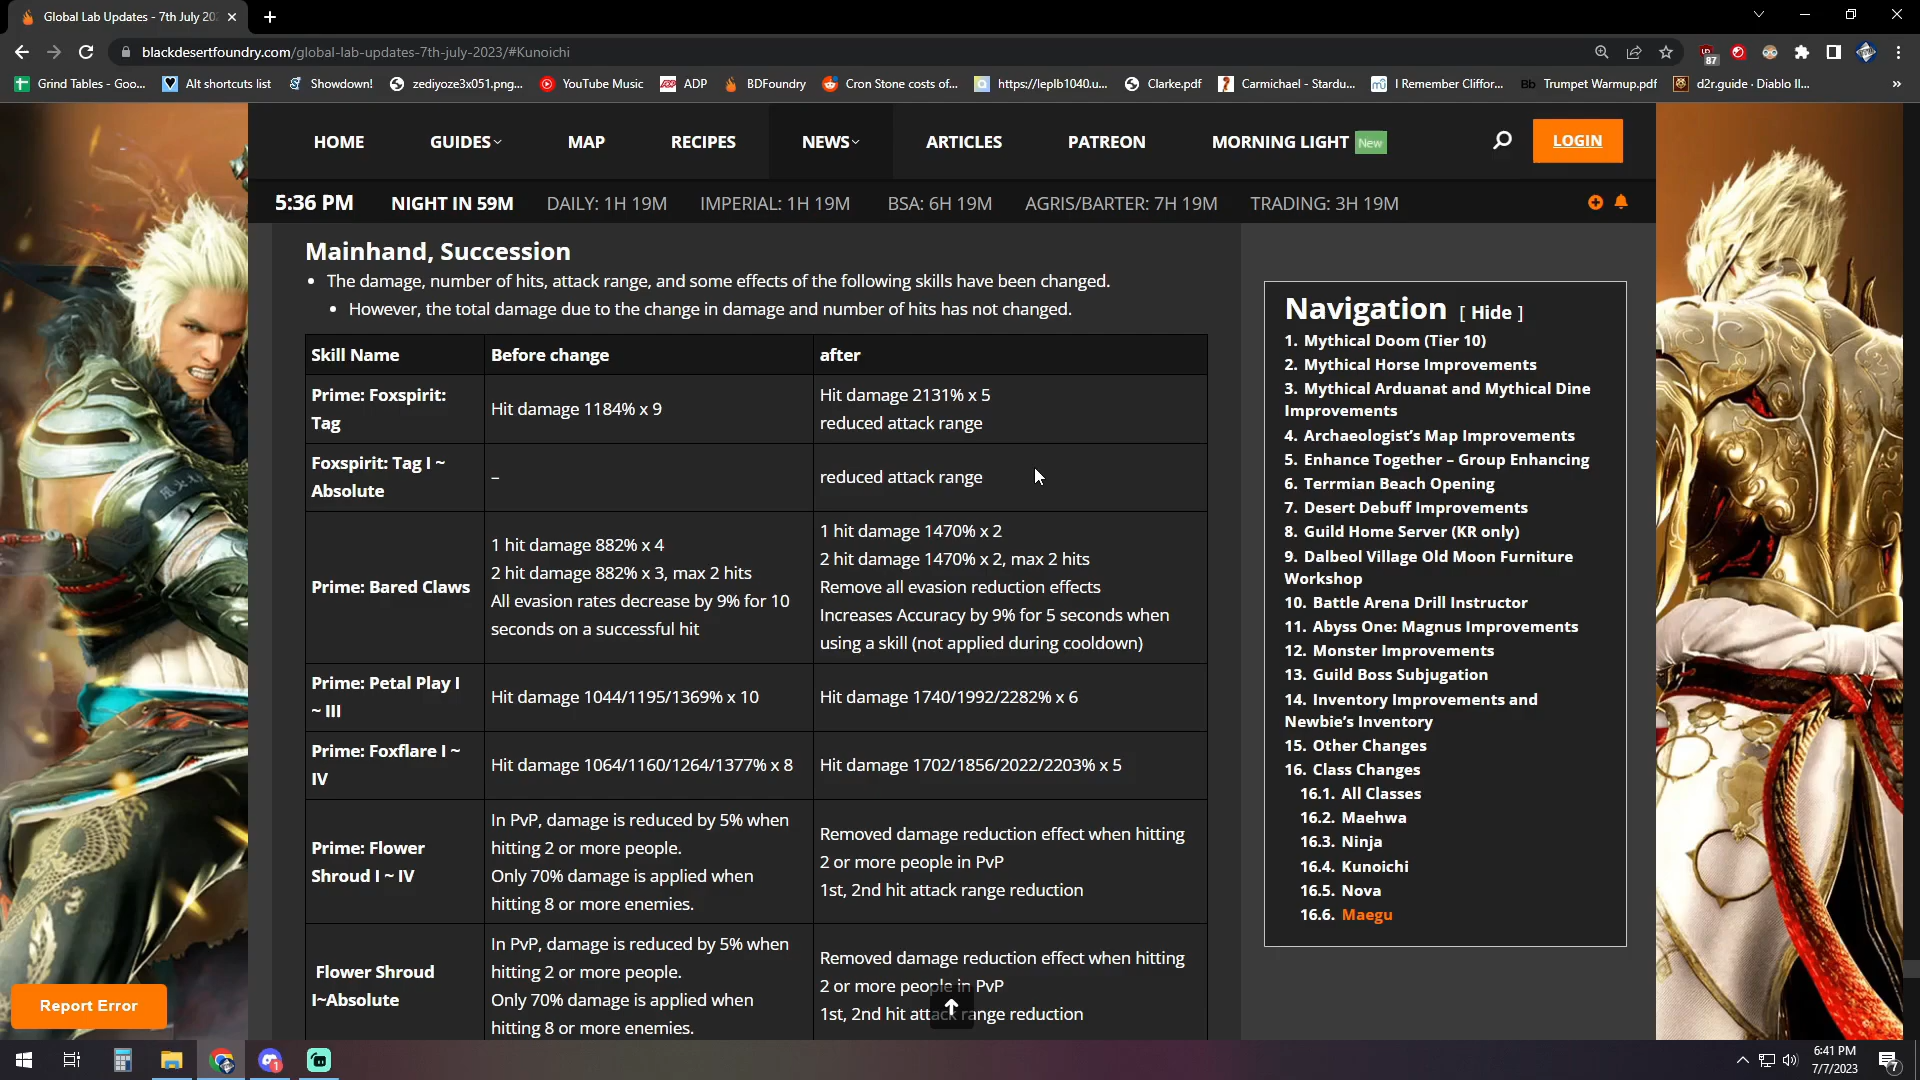 Global Lab Updates - 7th July 20
blackdesertfoundry.com/global-lab-updates-7th-july-2023/#Kunoichi
87
Grind Tables - Goo...
Alt shortcuts list
Showdown!
zediyoze3x051.png...
YouTube Music
ADP
BDFoundry
Cron Stone costs of...
https://leplb1040.u...
Clarke.pdf
Carmichael - Stardu...
I Remember Cliffor...
Bb Trumpet Warmup.pdf
d2r.guide · Diablo II...
»
HOME
GUIDES
MAP
RECIPES
NEWS
ARTICLES
PATREON
MORNING LIGHT New
LOGIN
5:36 PM
NIGHT IN 59M
DAILY: 1H 19M
IMPERIAL: 1H 19M
BSA: 6H 19M
AGRIS/BARTER: 7H 19M
TRADING: 3H 19M
Mainhand, Succession
• The damage, number of hits, attack range, and some effects of the following skills have been changed.
• However, the total damage due to the change in damage and number of hits has not changed.
Skill Name
Before change
after
Prime: Foxspirit:
Tag
Hit damage 1184% x 9
Hit damage 2131% x 5
reduced attack range
Foxspirit: Tag I ~
Absolute
–
reduced attack range
Prime: Bared Claws
1 hit damage 882% x 4
2 hit damage 882% x 3, max 2 hits
All evasion rates decrease by 9% for 10
seconds on a successful hit
1 hit damage 1470% x 2
2 hit damage 1470% x 2, max 2 hits
Remove all evasion reduction effects
Increases Accuracy by 9% for 5 seconds when
using a skill (not applied during cooldown)
Prime: Petal Play I
~ III
Hit damage 1044/1195/1369% x 10
Hit damage 1740/1992/2282% x 6
Prime: Foxflare I ~
IV
Hit damage 1064/1160/1264/1377% x 8
Hit damage 1702/1856/2022/2203% x 5
Prime: Flower
Shroud I ~ IV
In PvP, damage is reduced by 5% when
hitting 2 or more people.
Only 70% damage is applied when
hitting 8 or more enemies.
Removed damage reduction effect when hitting
2 or more people in PvP
1st, 2nd hit attack range reduction
Flower Shroud
I~Absolute
In PvP, damage is reduced by 5% when
hitting 2 or more people.
Only 70% damage is applied when
hitting 8 or more enemies.
Removed damage reduction effect when hitting
2 or more people in PvP
1st, 2nd hit attack range reduction
Navigation [ Hide ]
1. Mythical Doom (Tier 10)
2. Mythical Horse Improvements
3. Mythical Arduanat and Mythical Dine
Improvements
4. Archaeologist's Map Improvements
5. Enhance Together – Group Enhancing
6. Terrmian Beach Opening
7. Desert Debuff Improvements
8. Guild Home Server (KR only)
9. Dalbeol Village Old Moon Furniture
Workshop
10. Battle Arena Drill Instructor
11. Abyss One: Magnus Improvements
12. Monster Improvements
13. Guild Boss Subjugation
14. Inventory Improvements and
Newbie's Inventory
15. Other Changes
16. Class Changes
16.1. All Classes
16.2. Maehwa
16.3. Ninja
16.4. Kunoichi
16.5. Nova
16.6. Maegu
Report Error
1
6:41 PM
7/7/2023
7